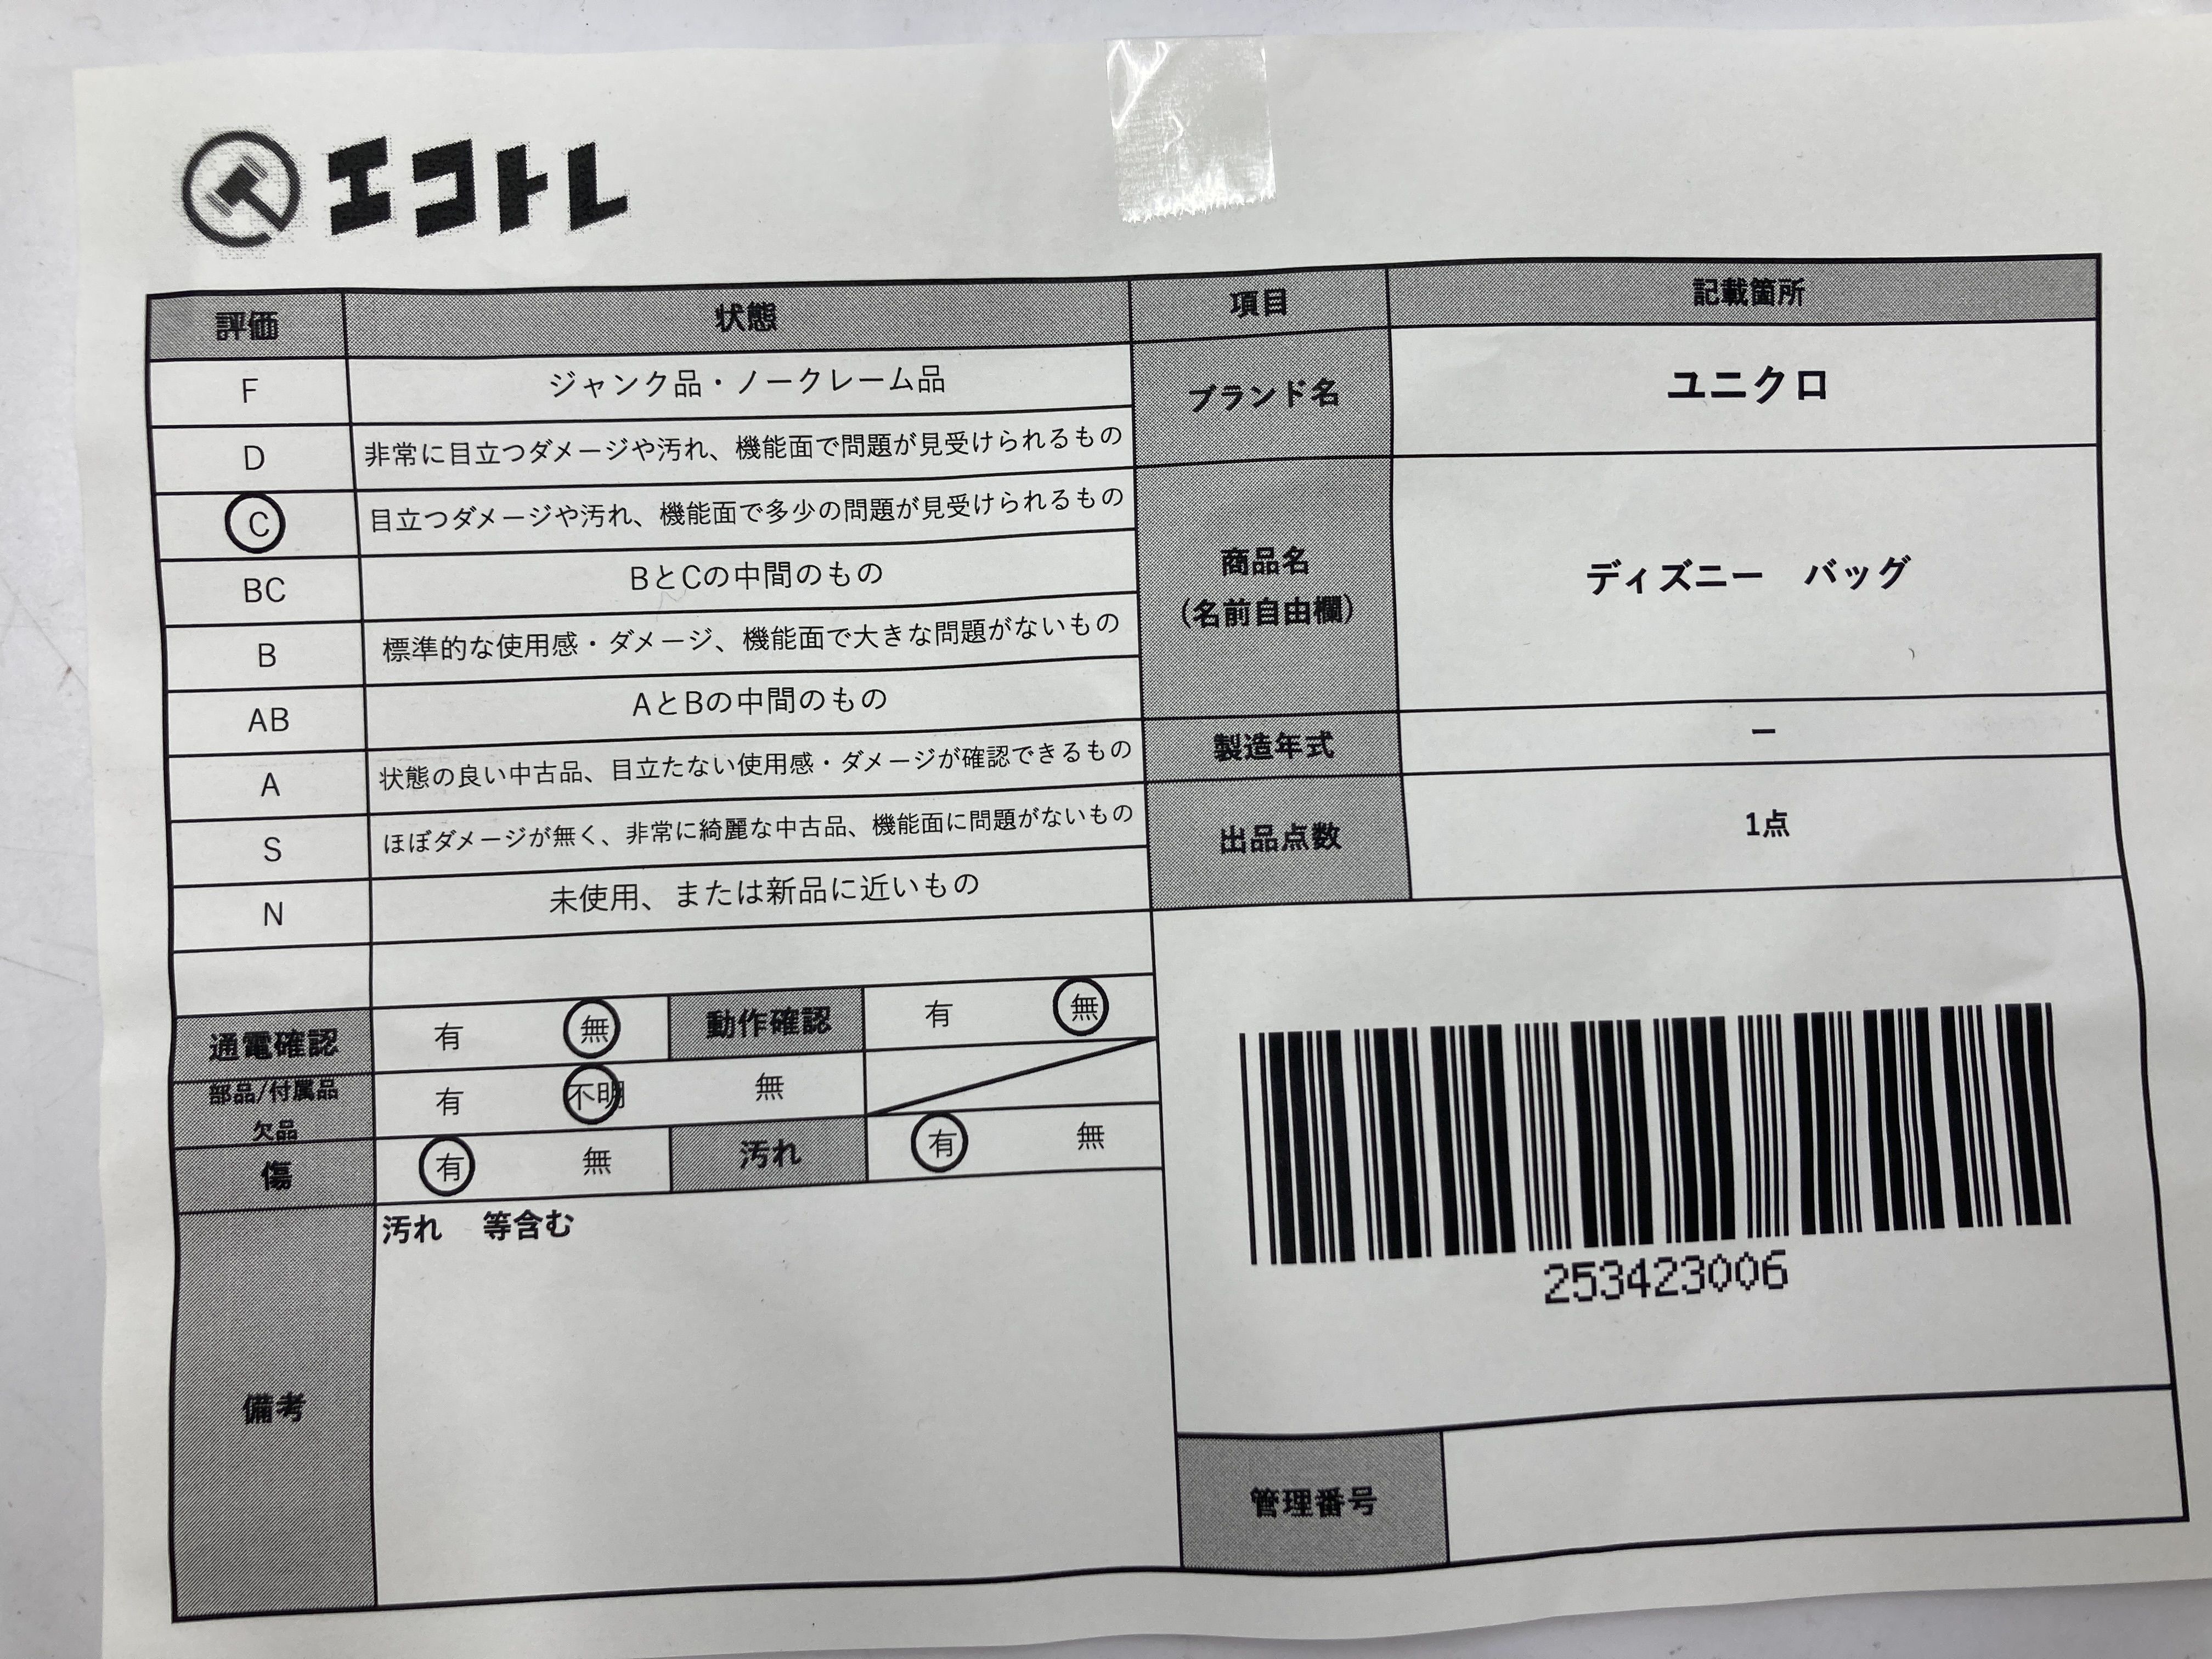 エコトレ
評価 状態 項目 記載箇所
F ジャンク品・ノークレーム品
D 非常に目立つダメージや汚れ、機能面で問題が見受けられるもの
C 目立つダメージや汚れ、機能面で多少の問題が見受けられるもの
BC BとCの中間のもの
B 標準的な使用感・ダメージ、機能面で大きな問題がないもの
AB AとBの中間のもの
A 状態の良い中古品、目立たない使用感・ダメージが確認できるもの
S ほぼダメージが無く、非常に綺麗な中古品、機能面に問題がないもの
N 未使用、または新品に近いもの
ブランド名 ユニクロ
商品名
(名前自由欄)
ディズニー バッグ
製造年式 ー
出品点数 1点
通電確認 有 無 動作確認 有 無
部品/付属品
欠品
有 不明 無
傷 有 無 汚れ 有 無
備考
汚れ 等含む
253423006
管理番号